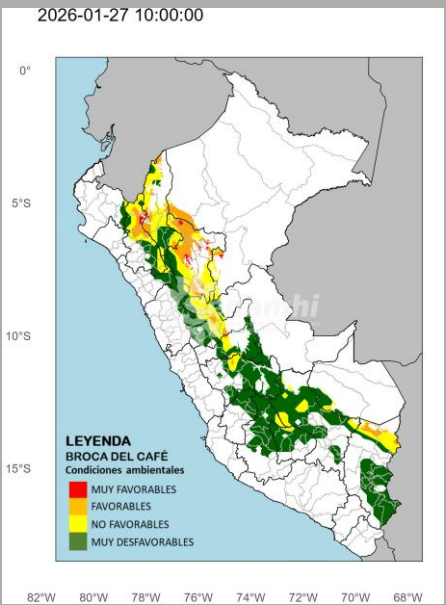 2026-01-27 10:00:00
0°
5°S
10°S
15°S
LEYENDA
BROCA DEL CAFÉ
Condiciones ambientales
MUY FAVORABLES
FAVORABLES
NO FAVORABLES
MUY DESFAVORABLES
82°W 80°W 78°W 76°W 74°W 72°W 70°W 68°W